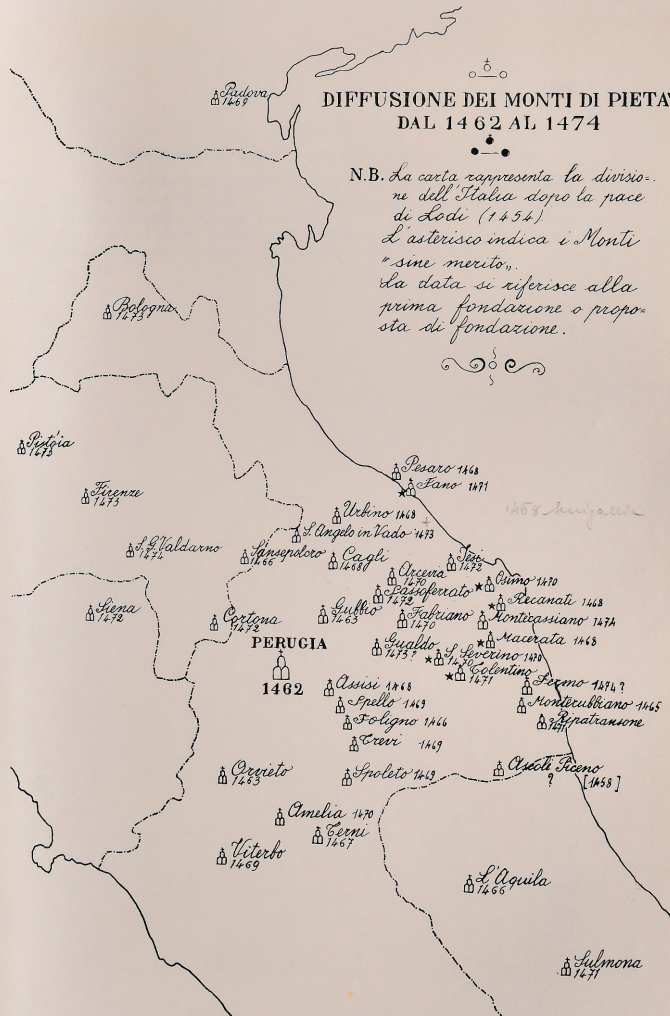 Padova
1469
DIFFUSIONE DEI MONTI DI PIETA'
DAL 1462 AL 1474
N.B. La carta rappresenta la divisio=
ne dell'Italia dopo la pace
di Lodi (1454)
L'asterisco indica i Monti
"sine merito".
La data si riferisce alla
prima fondazione o propo=
sta di fondazione.
Bologna
1473
Pistoia
1473
Firenze
1473
Pesaro 1468
★ Fano 1471
Urbino 1468
S. Angelo in Vado 1473
1468
S.G. Valdarno
1474
Sansepolcro
1466
Cagli
1468
Jesi
1472
Arcevia
1470
★ Osimo 1470
Sassoferrato
1472
★ Recanati 1468
Siena
1472
Cortona
1472
Gubbio
1463
Fabriano
1470
Montecassiano 1474
★ Macerata 1468
PERUGIA
1462
Gualdo
1473?
★ S. Severino 1470
1470
★ Tolentino
1471
Assisi 1468
Fermo 1474?
Spello 1469
Monterubbiano 1465
Foligno 1466
Ripatransone
1471
Trevi 1469
Orvieto
1463
Spoleto 1469
Ascoli Piceno
? [1458]
Amelia 1470
Terni
1467
Viterbo
1469
L'Aquila
1466
Sulmona
1471